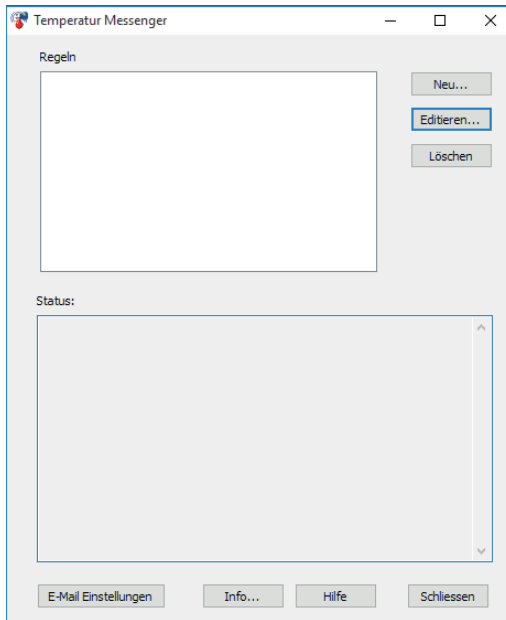 Temperatur Messenger
Regeln
Neu...
Editieren...
Löschen
Status:
E-Mail Einstellungen
Info...
Hilfe
Schliessen